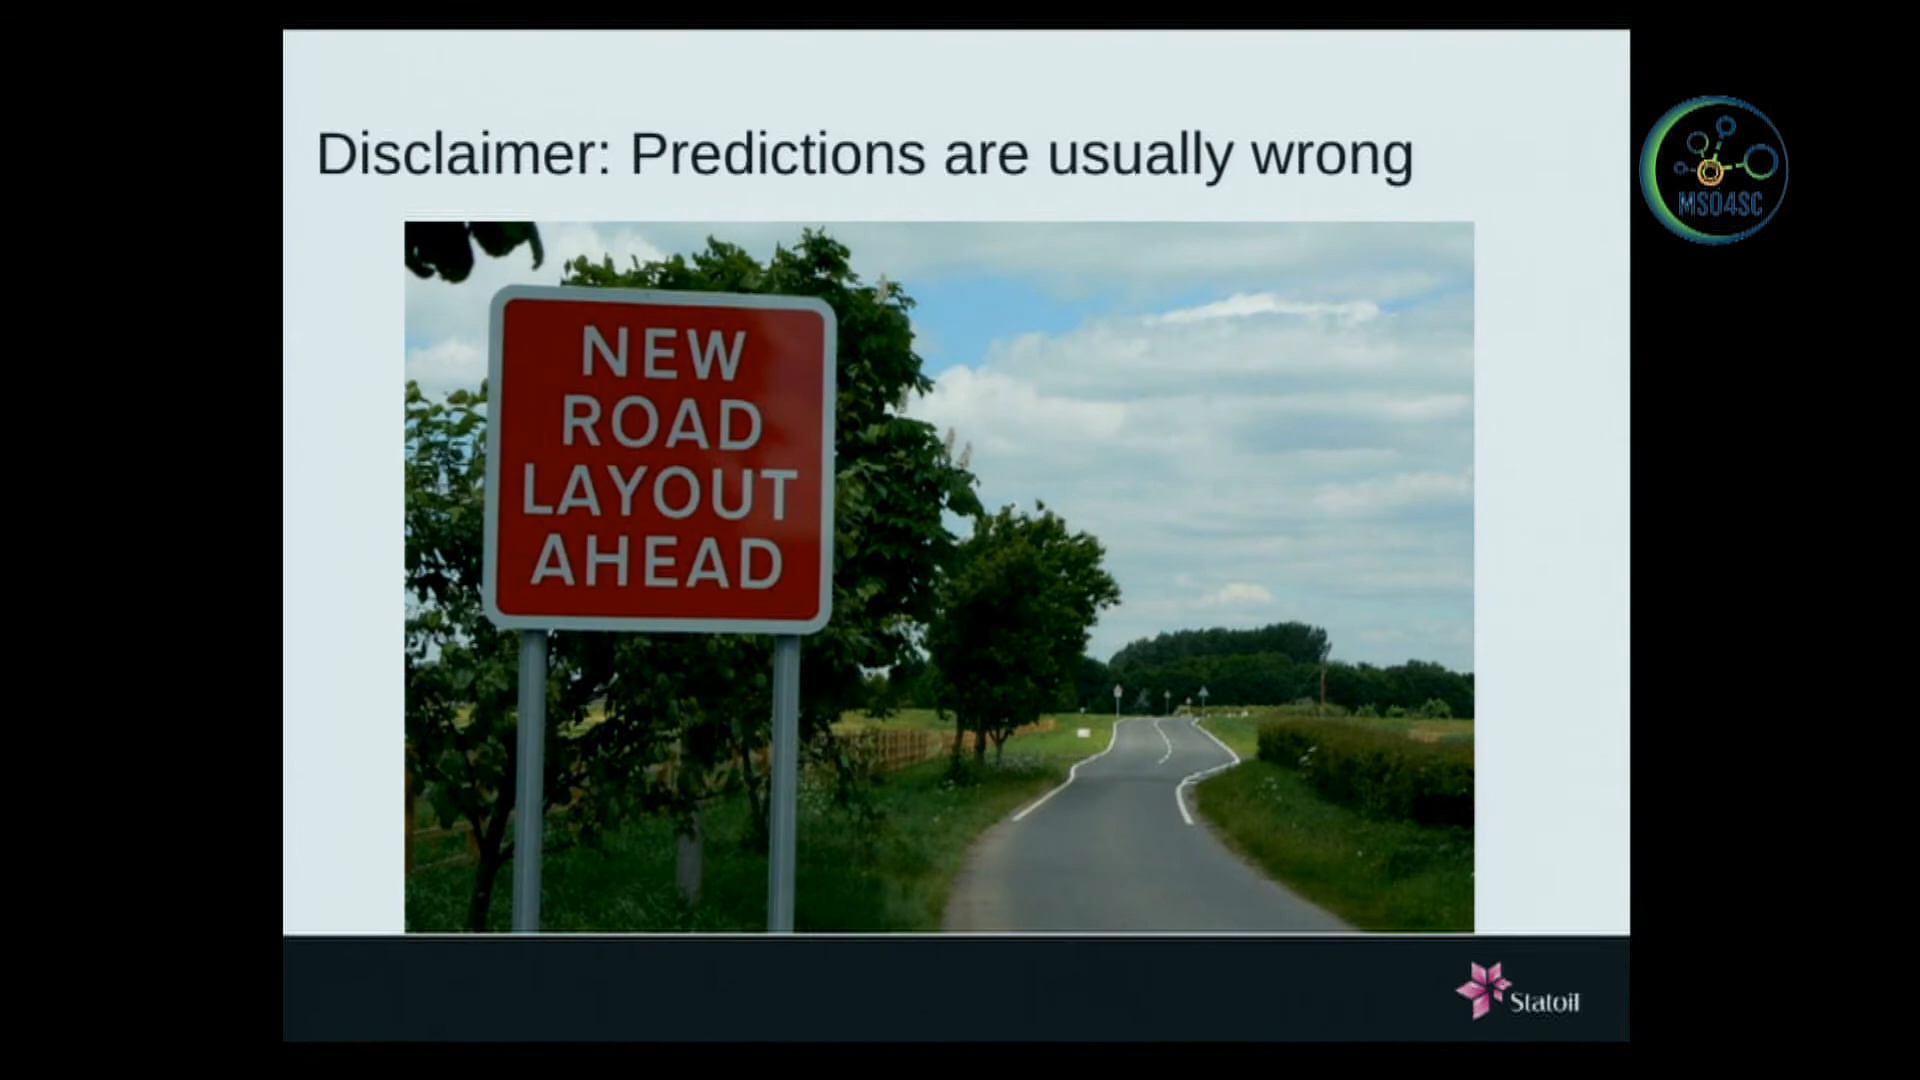 Disclaimer: Predictions are usually wrong
MSO4SC
NEW
ROAD
LAYOUT
AHEAD
Statoil